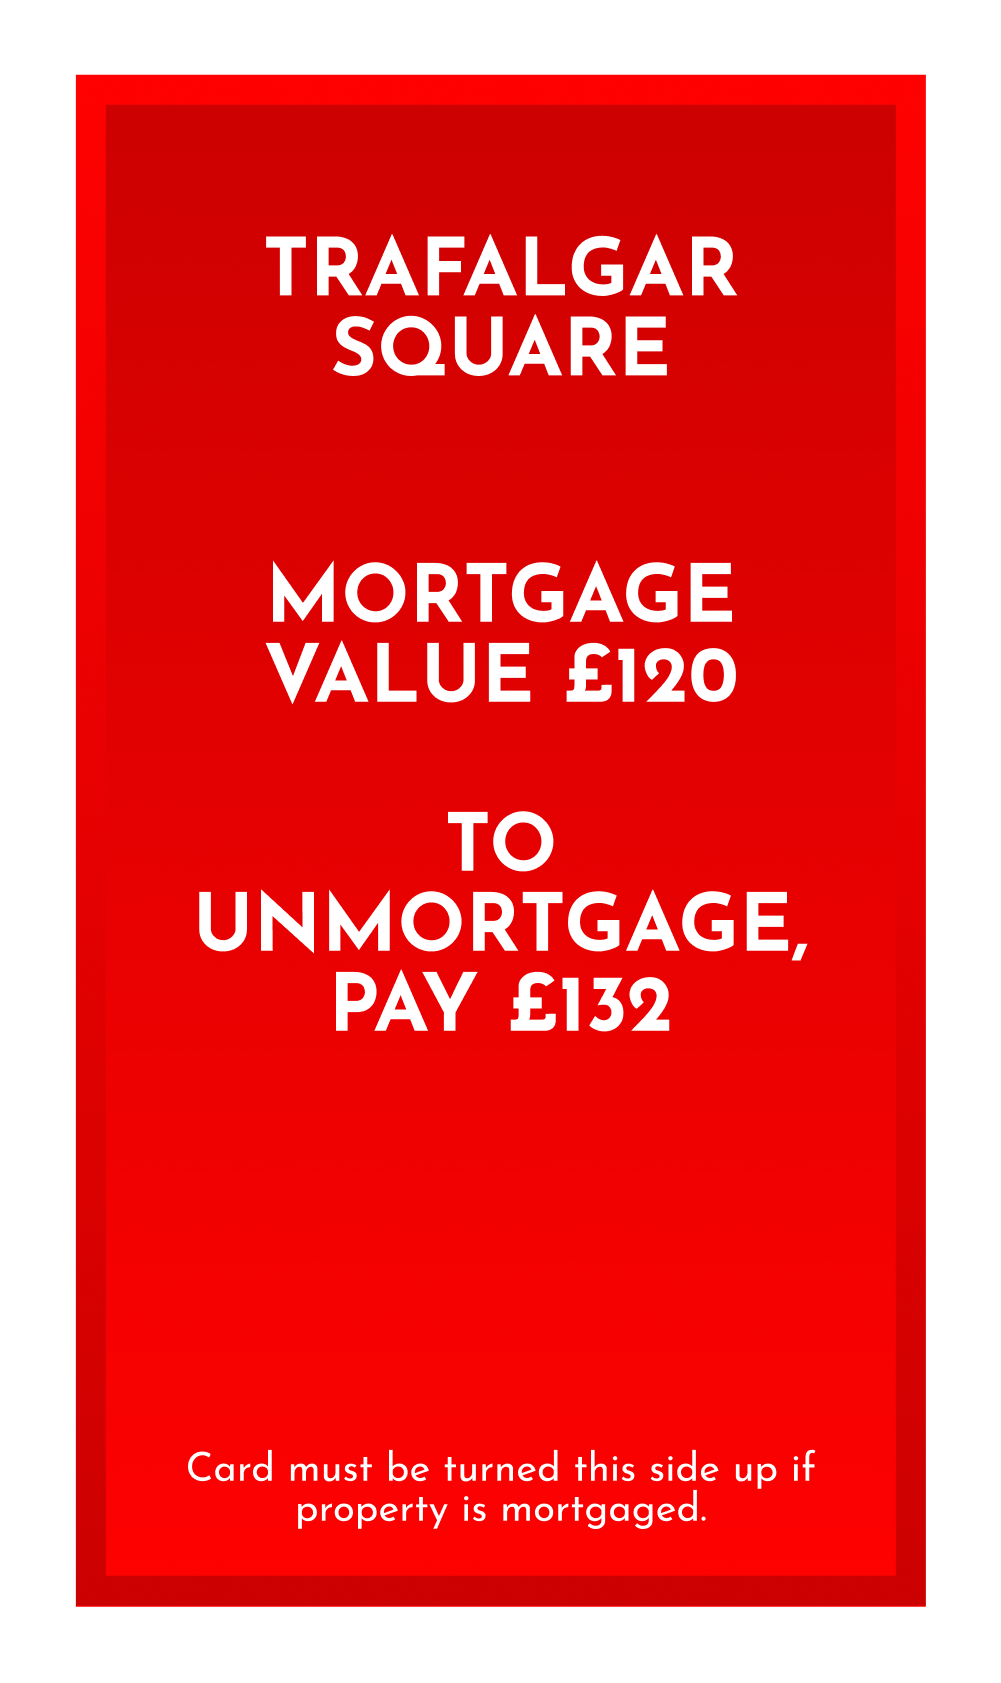 TRAFALGAR
SQUARE
MORTGAGE
VALUE £120
TO
UNMORTGAGE,
PAY £132
Card must be turned this side up if
property is mortgaged.